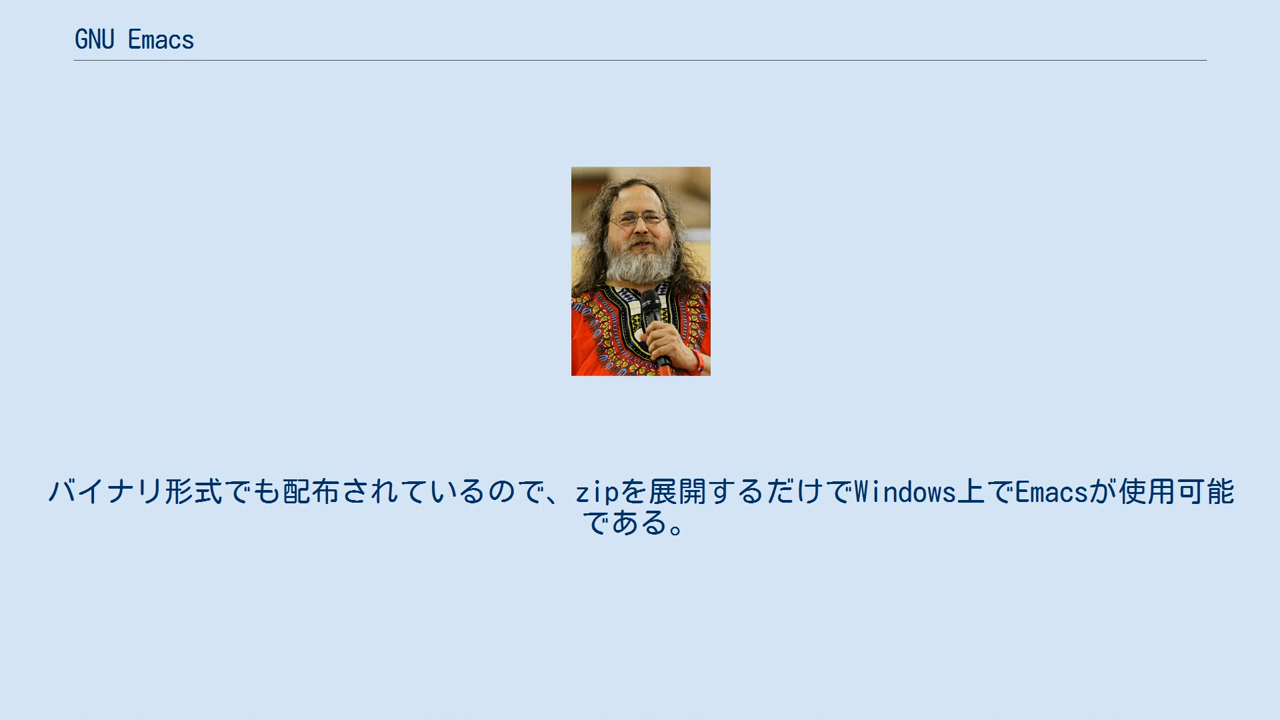 GNU Emacs
バイナリ形式でも配布されているので、zipを展開するだけでWindows上でEmacsが使用可能
である。